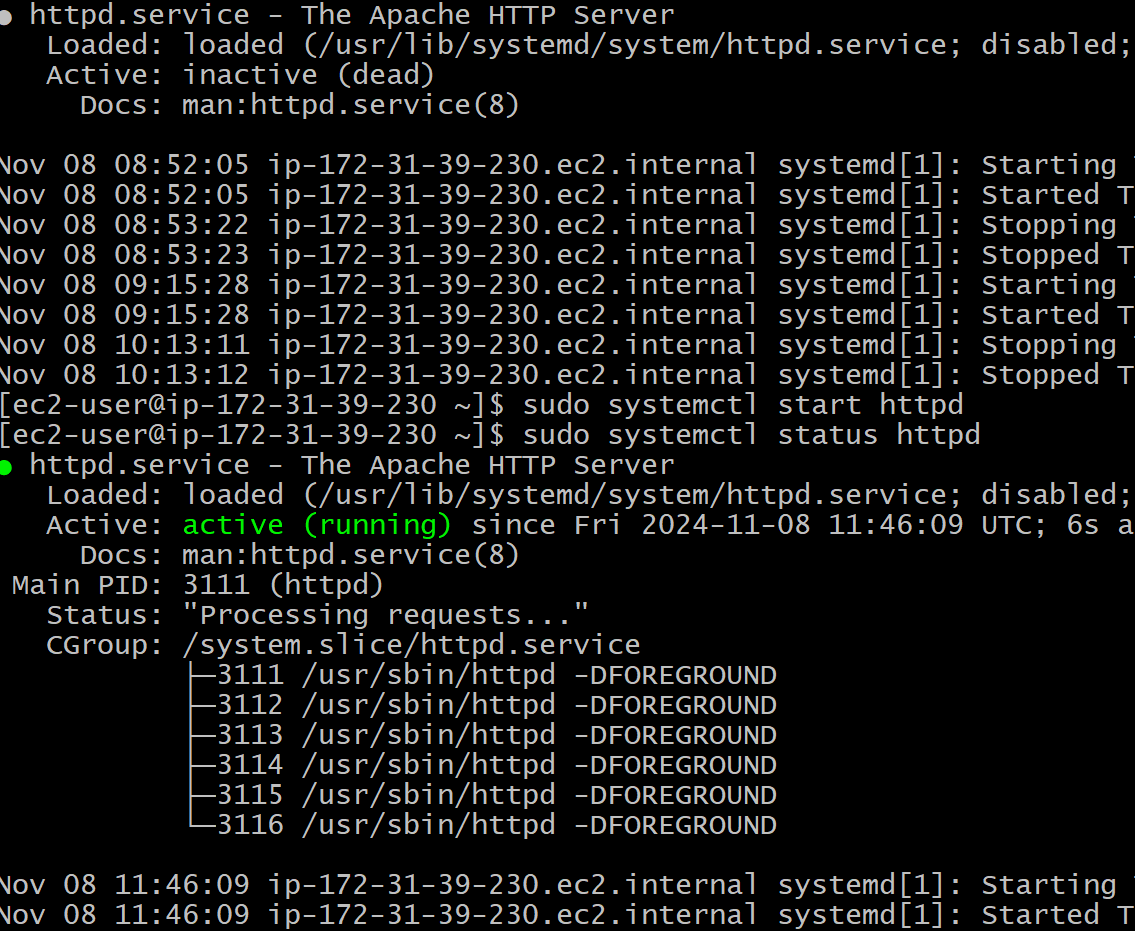 ● httpd.service - The Apache HTTP Server
   Loaded: loaded (/usr/lib/systemd/system/httpd.service; disabled;
   Active: inactive (dead)
     Docs: man:httpd.service(8)

Nov 08 08:52:05 ip-172-31-39-230.ec2.internal systemd[1]: Starting
Nov 08 08:52:05 ip-172-31-39-230.ec2.internal systemd[1]: Started T
Nov 08 08:53:22 ip-172-31-39-230.ec2.internal systemd[1]: Stopping
Nov 08 08:53:23 ip-172-31-39-230.ec2.internal systemd[1]: Stopped T
Nov 08 09:15:28 ip-172-31-39-230.ec2.internal systemd[1]: Starting
Nov 08 09:15:28 ip-172-31-39-230.ec2.internal systemd[1]: Started T
Nov 08 10:13:11 ip-172-31-39-230.ec2.internal systemd[1]: Stopping
Nov 08 10:13:12 ip-172-31-39-230.ec2.internal systemd[1]: Stopped T
[ec2-user@ip-172-31-39-230 ~]$ sudo systemctl start httpd
[ec2-user@ip-172-31-39-230 ~]$ sudo systemctl status httpd
● httpd.service - The Apache HTTP Server
   Loaded: loaded (/usr/lib/systemd/system/httpd.service; disabled;
   Active: active (running) since Fri 2024-11-08 11:46:09 UTC; 6s a
     Docs: man:httpd.service(8)
 Main PID: 3111 (httpd)
   Status: "Processing requests..."
   CGroup: /system.slice/httpd.service
           ├─3111 /usr/sbin/httpd -DFOREGROUND
           ├─3112 /usr/sbin/httpd -DFOREGROUND
           ├─3113 /usr/sbin/httpd -DFOREGROUND
           ├─3114 /usr/sbin/httpd -DFOREGROUND
           ├─3115 /usr/sbin/httpd -DFOREGROUND
           └─3116 /usr/sbin/httpd -DFOREGROUND

Nov 08 11:46:09 ip-172-31-39-230.ec2.internal systemd[1]: Starting
Nov 08 11:46:09 ip-172-31-39-230.ec2.internal systemd[1]: Started T